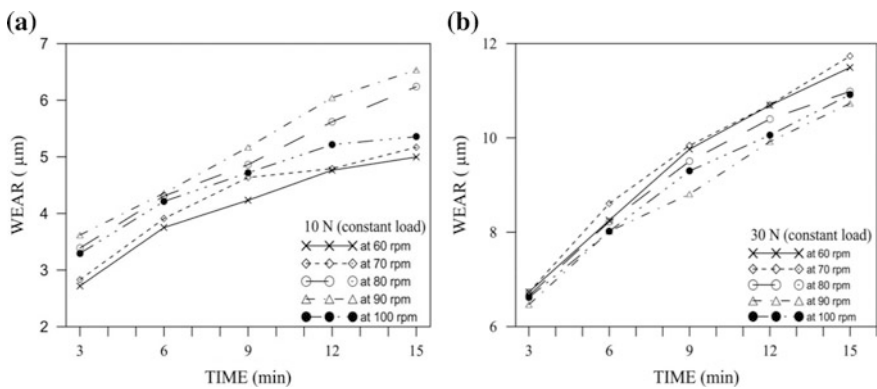 (a)
WEAR ( μm)
7
6
5
4
3
2
10 N (constant load)
at 60 rpm
at 70 rpm
at 80 rpm
at 90 rpm
at 100 rpm
3 6 9 12 15
TIME (min)
(b)
WEAR ( μm)
12
10
8
6
30 N (constant load)
at 60 rpm
at 70 rpm
at 80 rpm
at 90 rpm
at 100 rpm
3 6 9 12 15
TIME (min)